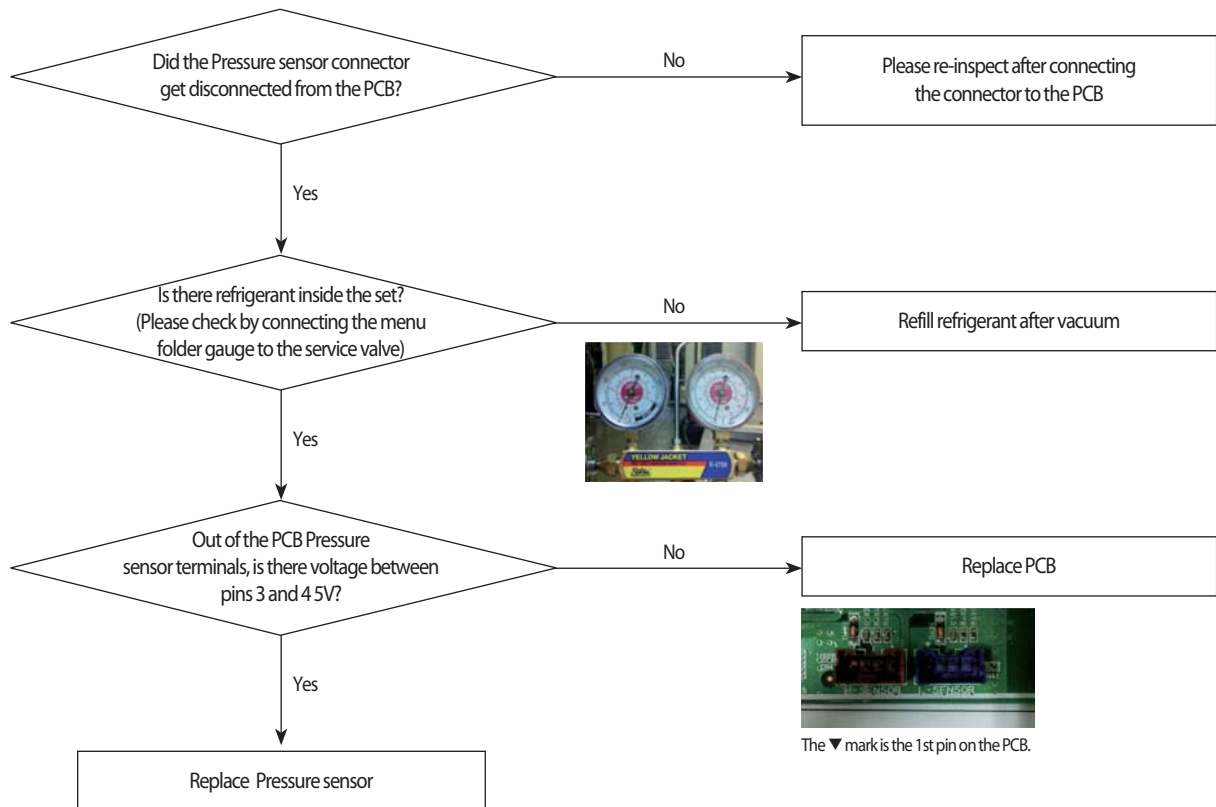 Did the Pressure sensor connector
get disconnected from the PCB?
No
Please re-inspect after connecting
the connector to the PCB
Yes
Is there refrigerant inside the set?
(Please check by connecting the menu
folder gauge to the service valve)
No
Refill refrigerant after vacuum
YELLOW JACKET
R-410A
Yes
Out of the PCB Pressure
sensor terminals, is there voltage between
pins 3 and 4 5V?
No
Replace PCB
H-SENSOR
L-SENSOR
The ▼ mark is the 1st pin on the PCB.
Yes
Replace Pressure sensor